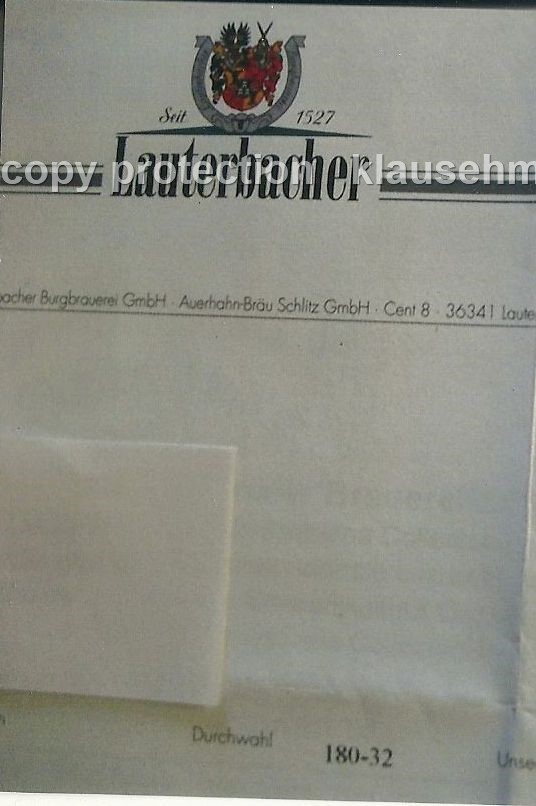 Seit 1527
Lauterbacher
copy protection klausehm
bacher Burgbrauerei GmbH · Auerhahn-Bräu Schlitz GmbH · Cent 8 · 36341 Laute
Durchwahl
180-32
Unse